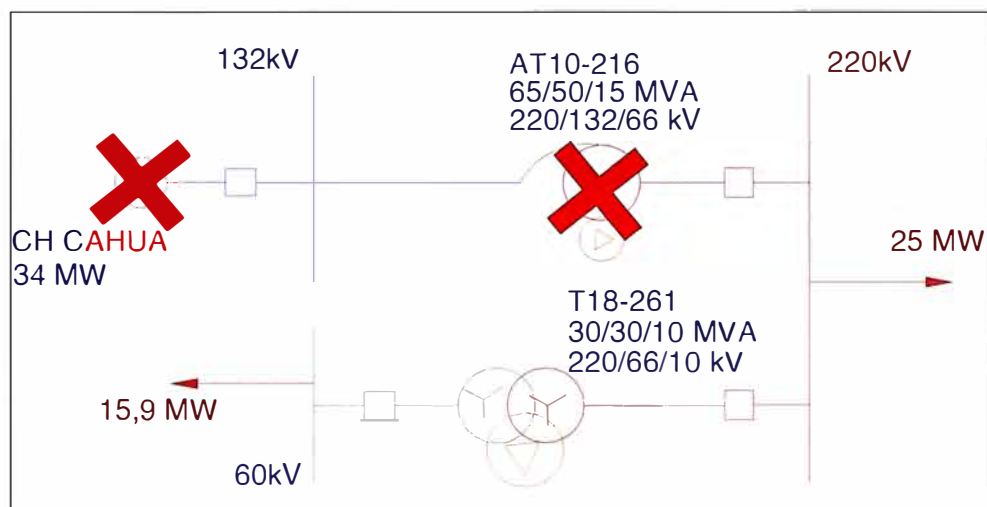 132kV
AT10-216
65/50/15 MVA
220/132/66 kV
220kV
CH CAHUA
34 MW
25 MW
T18-261
30/30/10 MVA
220/66/10 kV
15,9 MW
60kV